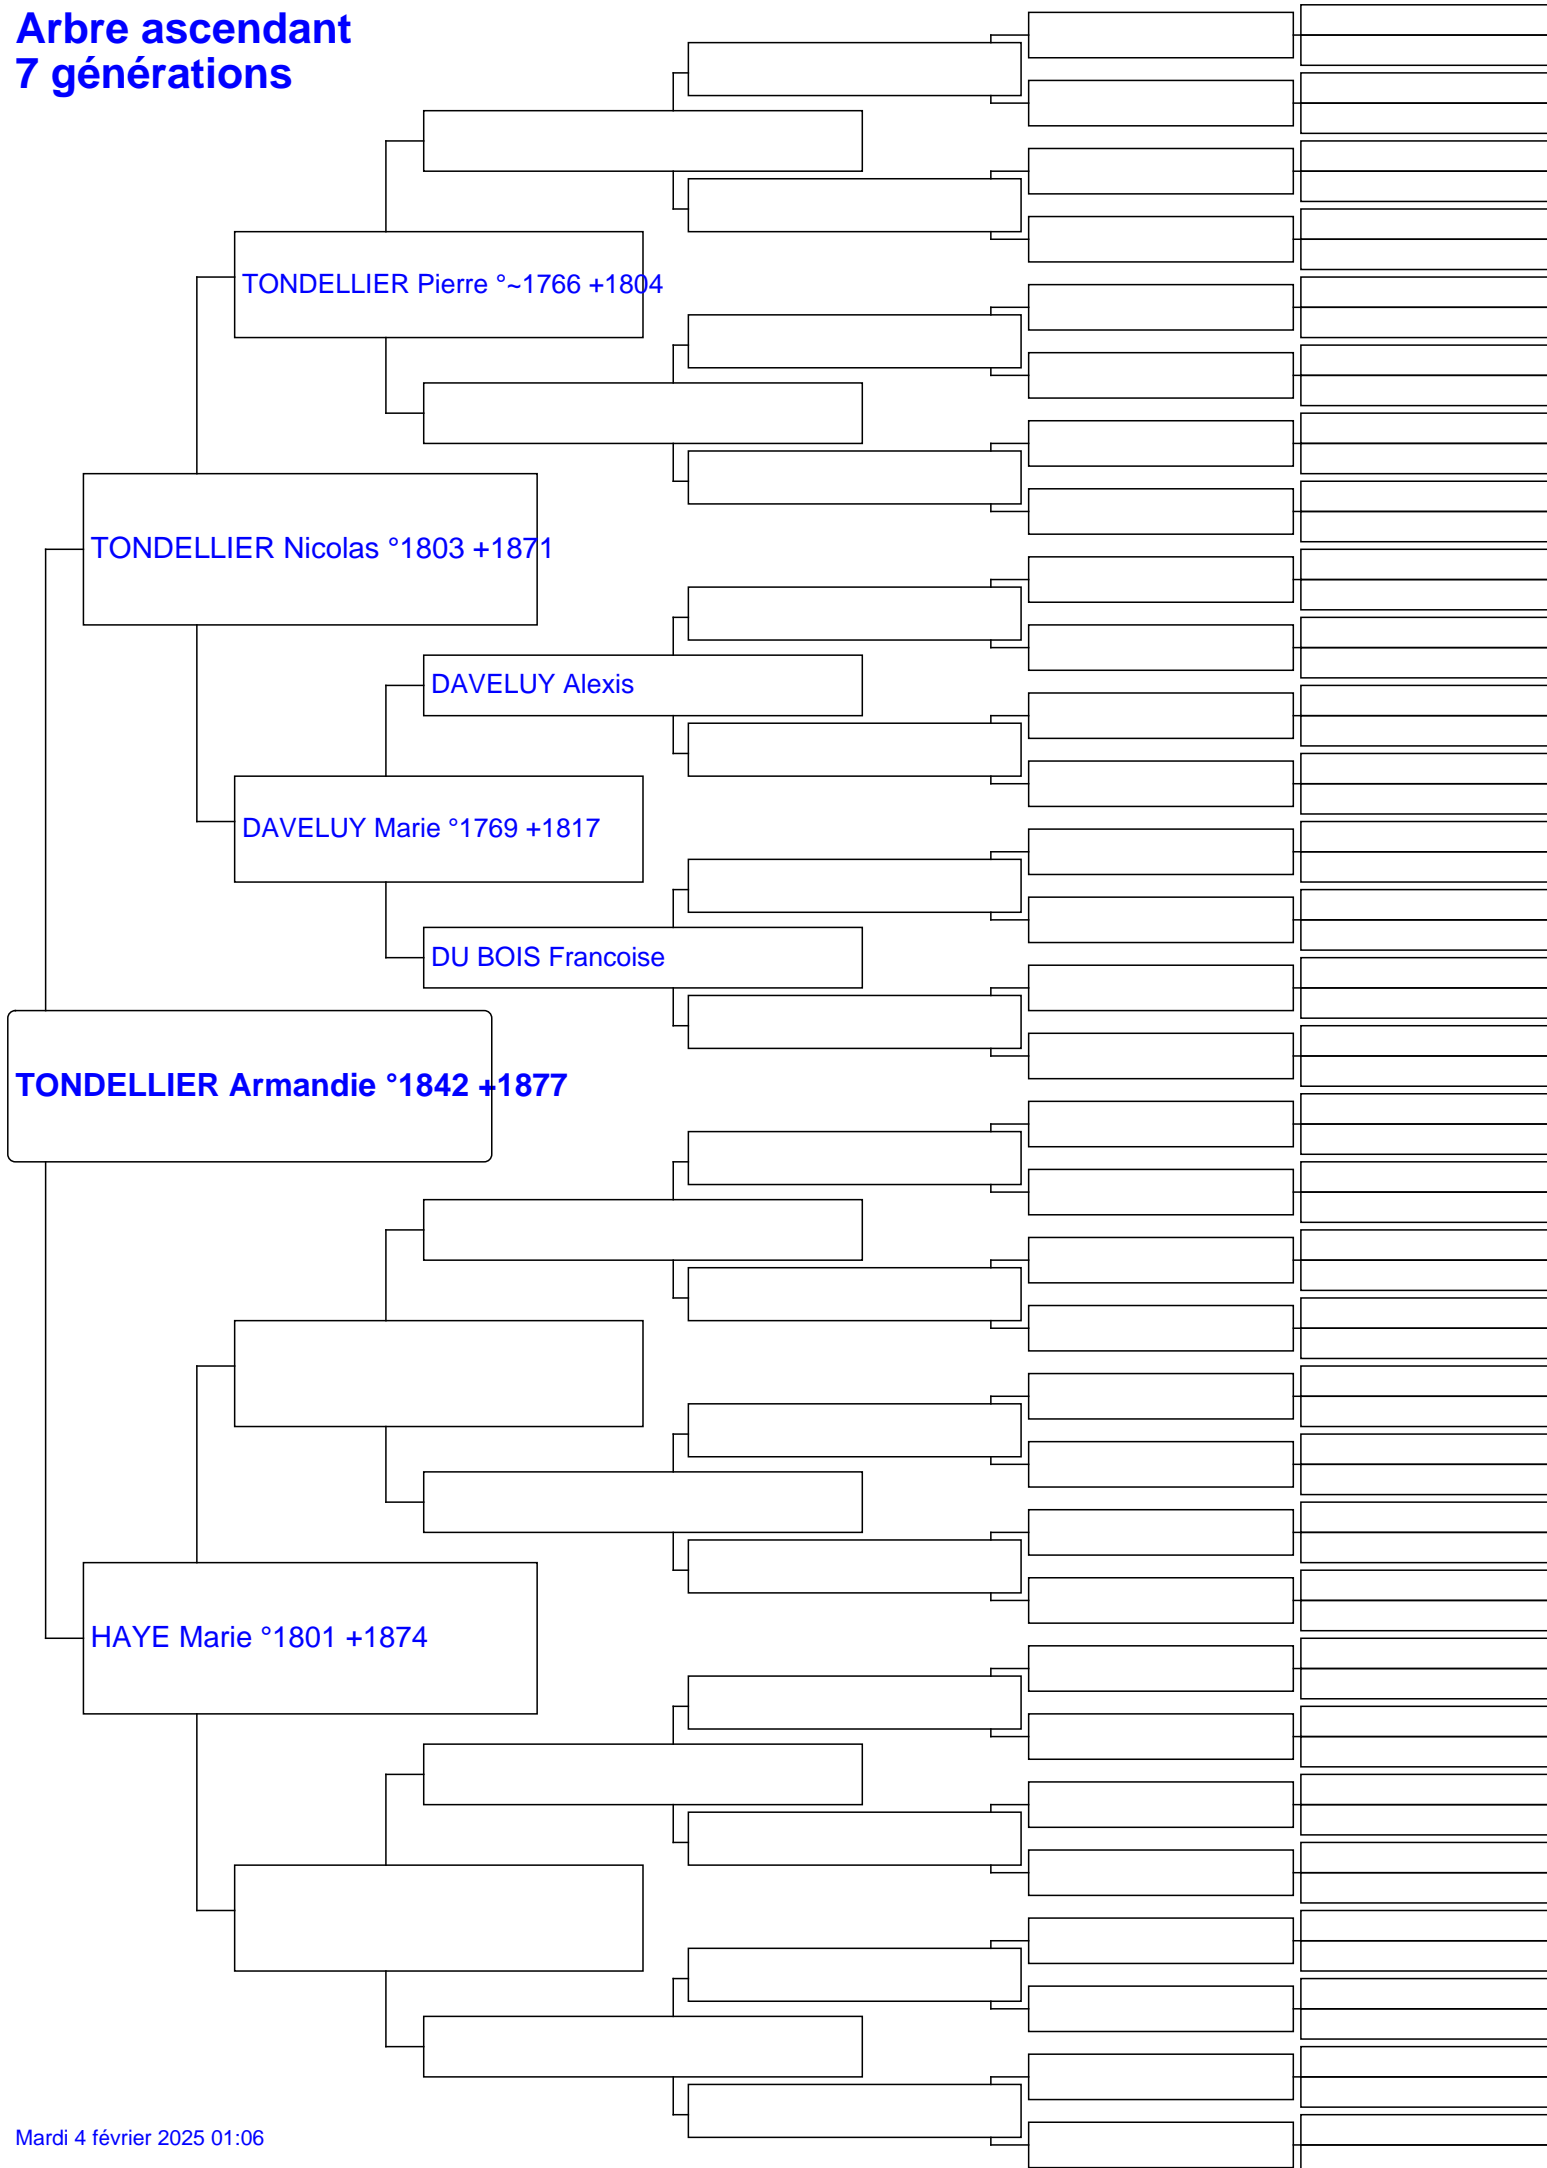 Arbre ascendant
7 générations
TONDELLIER Pierre °~1766 +1804
TONDELLIER Nicolas °1803 +1871
DAVELUY Alexis
DAVELUY Marie °1769 +1817
DU BOIS Francoise
TONDELLIER Armandie °1842 +1877
HAYE Marie °1801 +1874
Mardi 4 février 2025 01:06